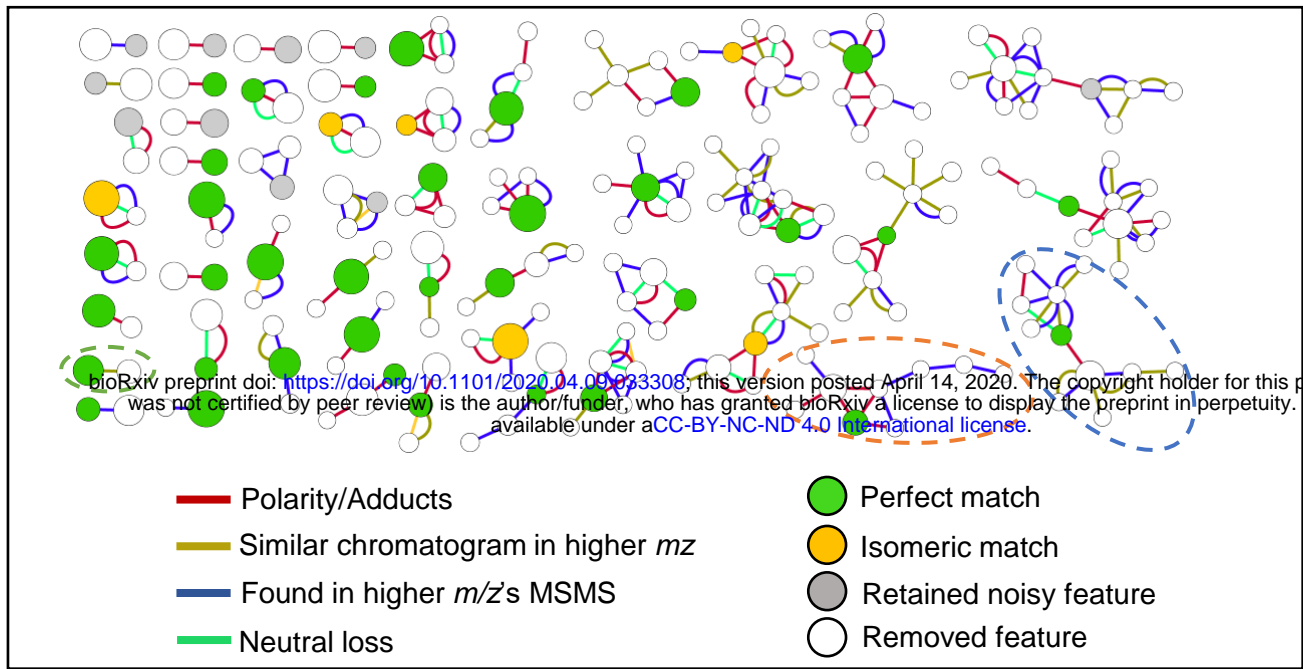 bioRxiv preprint doi: https://doi.org/10.1101/2020.04.09.033308; this version posted April 14, 2020. The copyright holder for this p
was not certified by peer review) is the author/funder, who has granted bioRxiv a license to display the preprint in perpetuity.
available under aCC-BY-NC-ND 4.0 International license.
Polarity/Adducts
Similar chromatogram in higher mz
Found in higher m/z's MSMS
Neutral loss
Perfect match
Isomeric match
Retained noisy feature
Removed feature